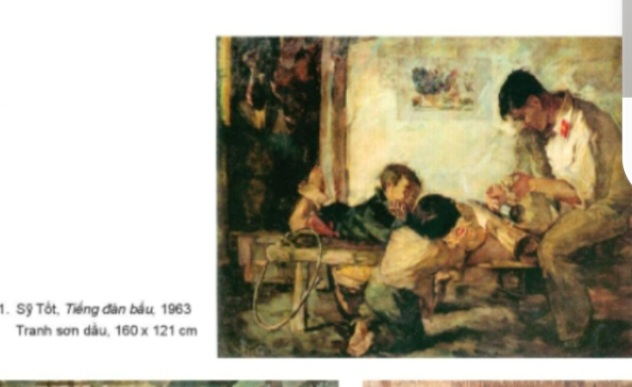 1. Sỹ Tốt, Tiếng đàn bầu, 1963
Tranh sơn dầu, 160 x 121 cm